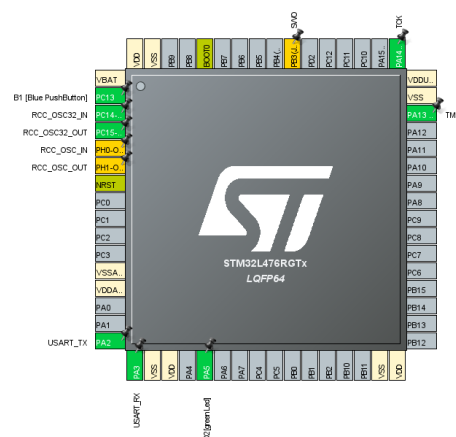 SWO
TCK
VDD
VSS
PB9
PB8
BOOT0
PB7
PB6
PB5
PB4(..
PB3(J..
PD2
PC12
PC11
PC10
PA15..
PA14..
VBAT
B1 [Blue PushButton]
PC13
RCC_OSC32_IN
PC14-..
RCC_OSC32_OUT
PC15-..
RCC_OSC_IN
PH0-O..
RCC_OSC_OUT
PH1-O..
NRST
PC0
PC1
PC2
PC3
VSSA..
VDDA..
PA0
PA1
USART_TX
PA2
STM32L476RGTx
LQFP64
VDDU..
VSS
PA13..
TM
PA12
PA11
PA10
PA9
PA8
PC9
PC8
PC7
PC6
PB15
PB14
PB13
PB12
PA3
VSS
VDD
PA4
PA5
PA6
PA7
PC4
PC5
PB0
PB1
PB2
PB10
PB11
VSS
VDD
USART_RX
D2 [green Led]